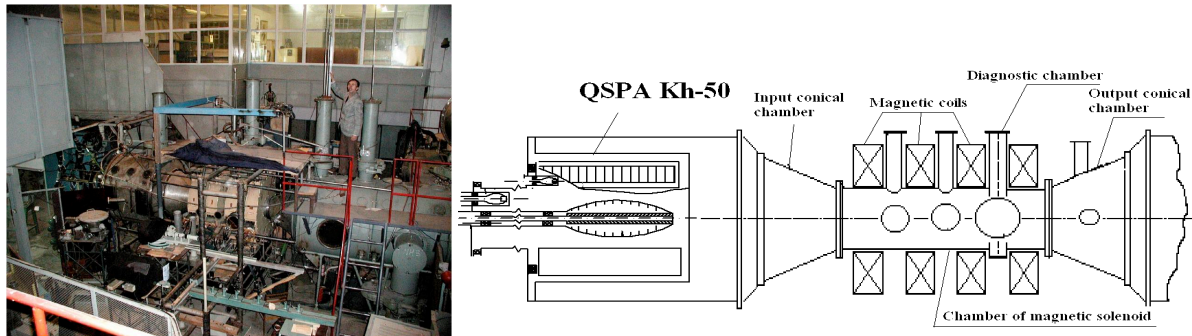 QSPA Kh-50
Input conical
chamber
Magnetic coils
Diagnostic chamber
Output conical
chamber
Chamber of magnetic solenoid